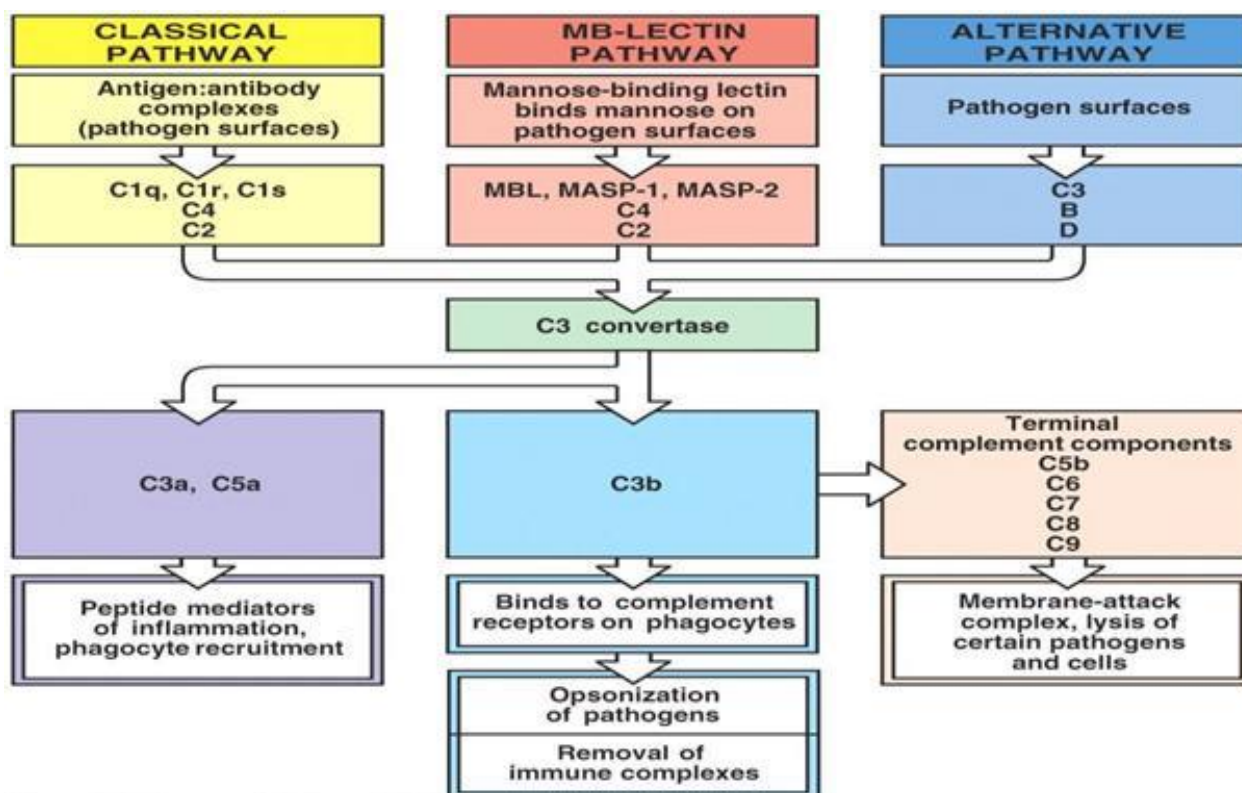 CLASSICAL
PATHWAY
MB-LECTIN
PATHWAY
ALTERNATIVE
PATHWAY
Antigen:antibody
complexes
(pathogen surfaces)
Mannose-binding lectin
binds mannose on
pathogen surfaces
Pathogen surfaces
C1q, C1r, C1s
C4
C2
MBL, MASP-1, MASP-2
C4
C2
C3
B
D
C3 convertase
C3a, C5a
C3b
Terminal
complement components
C5b
C6
C7
C8
C9
Peptide mediators
of inflammation,
phagocyte recruitment
Binds to complement
receptors on phagocytes
Membrane-attack
complex, lysis of
certain pathogens
and cells
Opsonization
of pathogens
Removal of
immune complexes